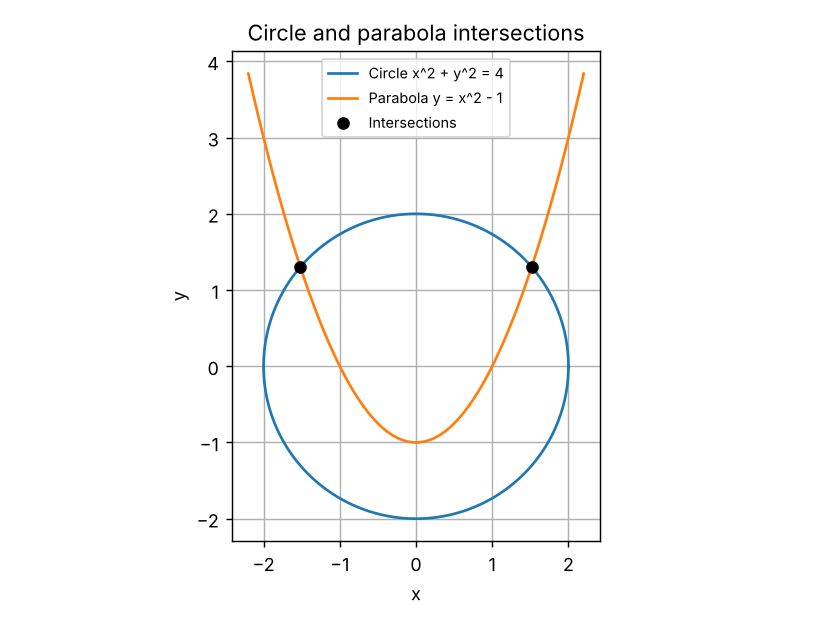 Circle and parabola intersections
Circle x^2 + y^2 = 4
Parabola y = x^2 - 1
Intersections
4
3
2
1
0
−1
−2
y
−2 −1 0 1 2
x